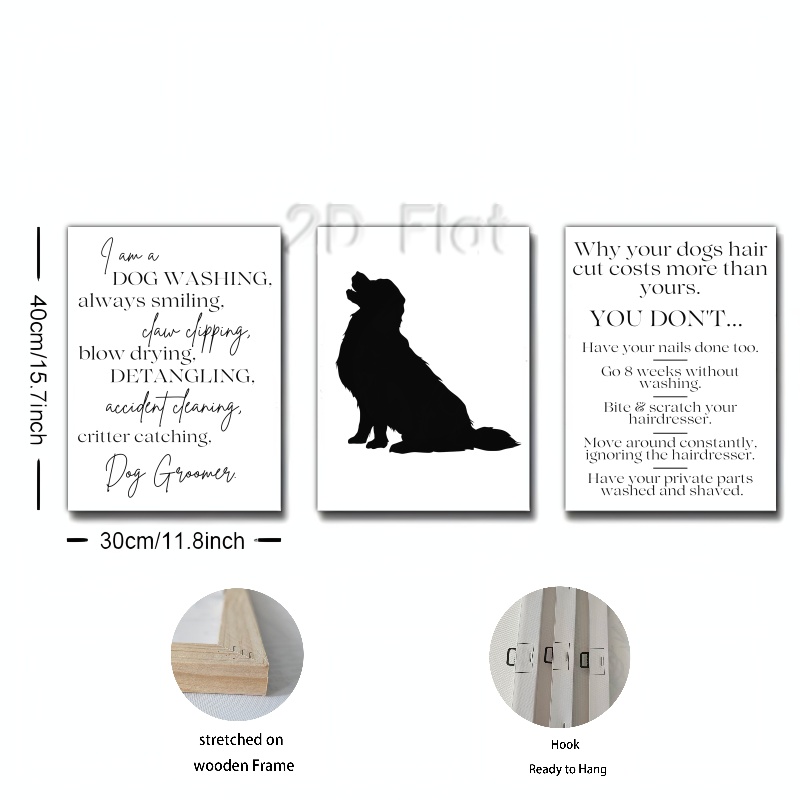 2D Flat
I am a
DOG WASHING,
always smiling,
claw clipping,
blow drying,
DETANGLING,
accident cleaning,
critter catching.
Dog Groomer.
Why your dogs hair
cut costs more than
yours.
YOU DON'T...
Have your nails done too.
Go 8 weeks without
washing.
Bite & scratch your
hairdresser.
Move around constantly,
ignoring the hairdresser.
Have your private parts
washed and shaved.
40cm/15.7inch
30cm/11.8inch
stretched on
wooden Frame
Hook
Ready to Hang